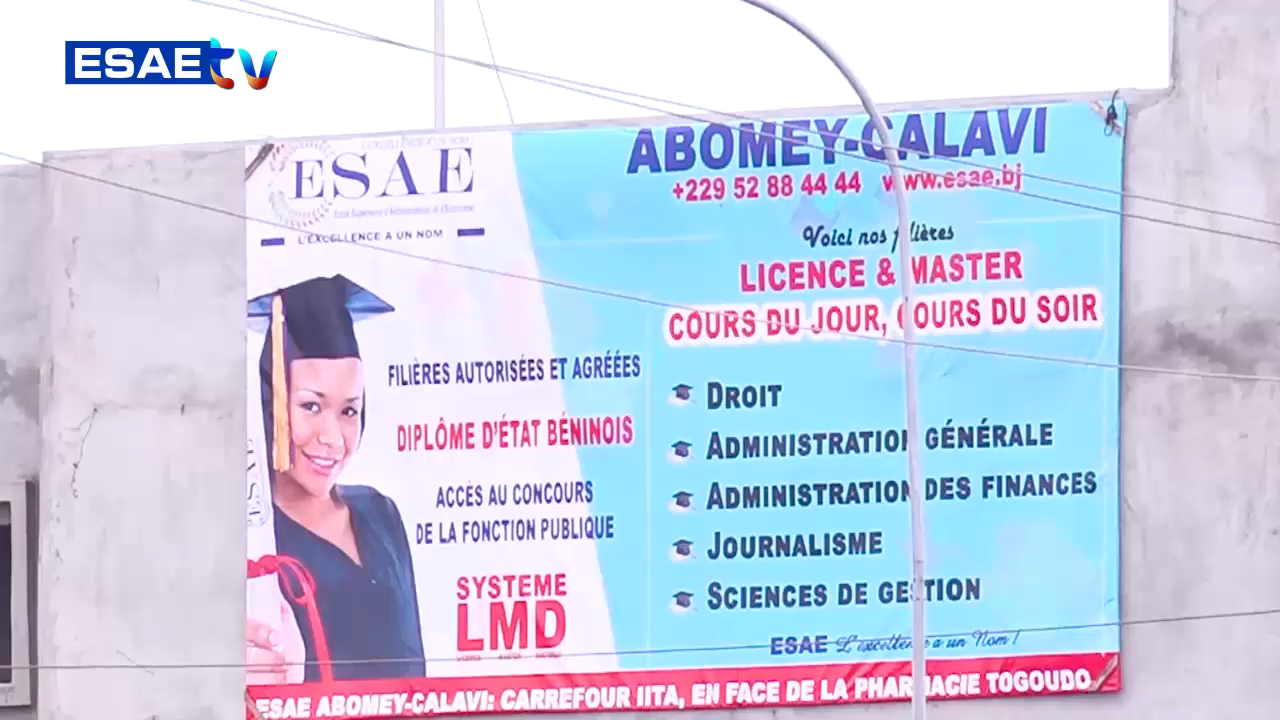 ESAE tv
ESAE
L'EXCELLENCE A UN NOM
FILIÈRES AUTORISÉES ET AGRÉÉES
DIPLÔME D'ÉTAT BÉNINOIS
ACCÈS AU CONCOURS
DE LA FONCTION PUBLIQUE
SYSTEME
LMD
ABOMEY-CALAVI
+229 52 88 44 44 www.esae.bj
Voici nos filières
LICENCE & MASTER
COURS DU JOUR, COURS DU SOIR
DROIT
ADMINISTRATION GÉNÉRALE
ADMINISTRATION DES FINANCES
JOURNALISME
SCIENCES DE GESTION
ESAE L'excellence a un Nom !
ESAE ABOMEY-CALAVI: CARREFOUR IITA, EN FACE DE LA PHARMACIE TOGOUDO